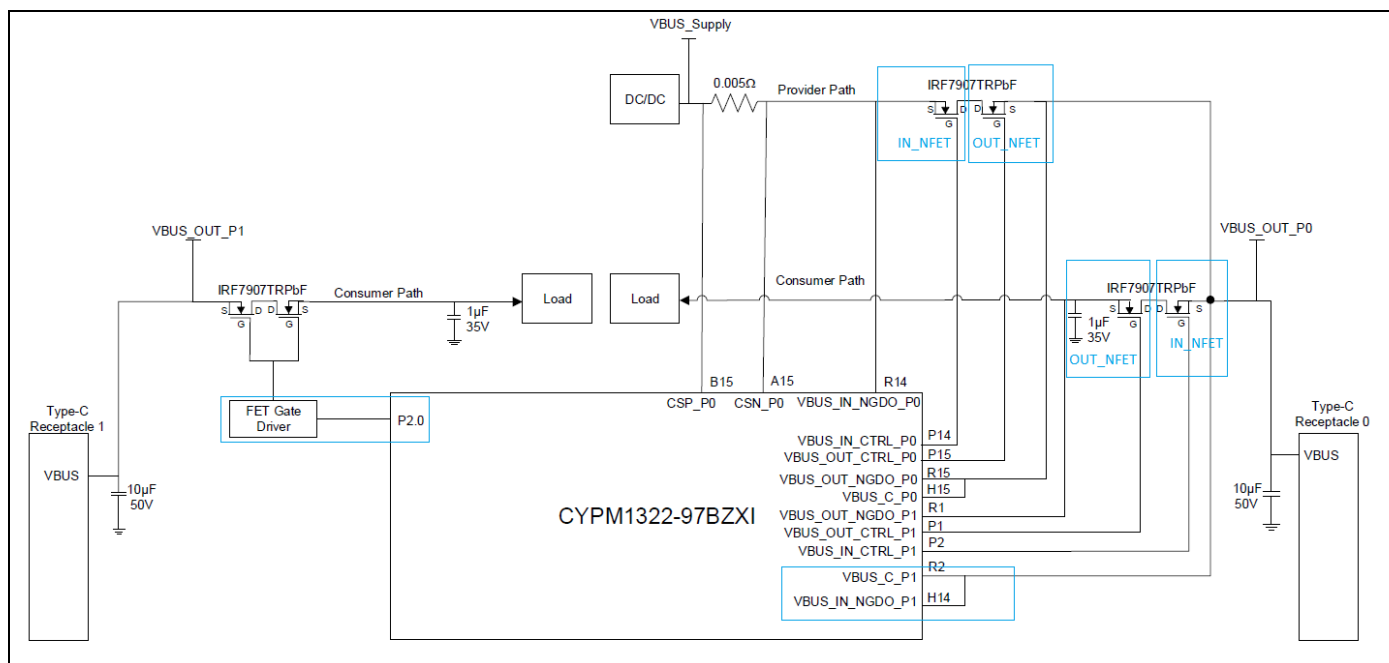 VBUS_Supply
DC/DC
0.005Ω
Provider Path
IRF7907TRPbF
S
D
G
D
S
G
IN_NFET
OUT_NFET
VBUS_OUT_P1
IRF7907TRPbF
S
D
G
D
S
G
Consumer Path
1µF
35V
Load
Load
Consumer Path
VBUS_OUT_P0
IRF7907TRPbF
S
D
G
D
S
G
1µF
35V
OUT_NFET
IN_NFET
Type-C
Receptacle 1
VBUS
10µF
50V
FET Gate
Driver
P2.0
B15
A15
R14
CSP_P0
CSN_P0
VBUS_IN_NGDO_P0
VBUS_IN_CTRL_P0
P14
VBUS_OUT_CTRL_P0
P15
VBUS_OUT_NGDO_P0
R15
VBUS_C_P0
H15
VBUS_OUT_NGDO_P1
R1
VBUS_OUT_CTRL_P1
P1
VBUS_IN_CTRL_P1
P2
VBUS_C_P1
R2
VBUS_IN_NGDO_P1
H14
CYPM1322-97BZXI
Type-C
Receptacle 0
VBUS
10µF
50V